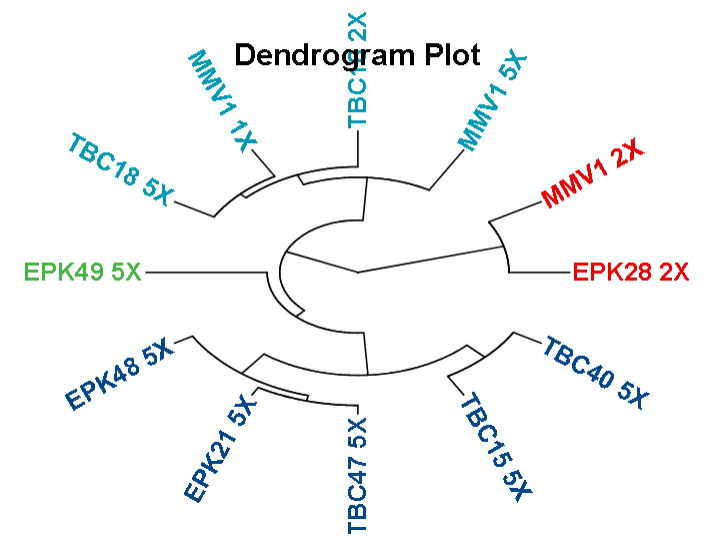 Dendrogram Plot
2X
MMV1 1X
MMV1 5X
TBC18 5X
MMV1 2X
EPK49 5X
EPK28 2X
EPK48 5X
TBC40 5X
EPK21 5X
TBC47 5X
TBC15 5X